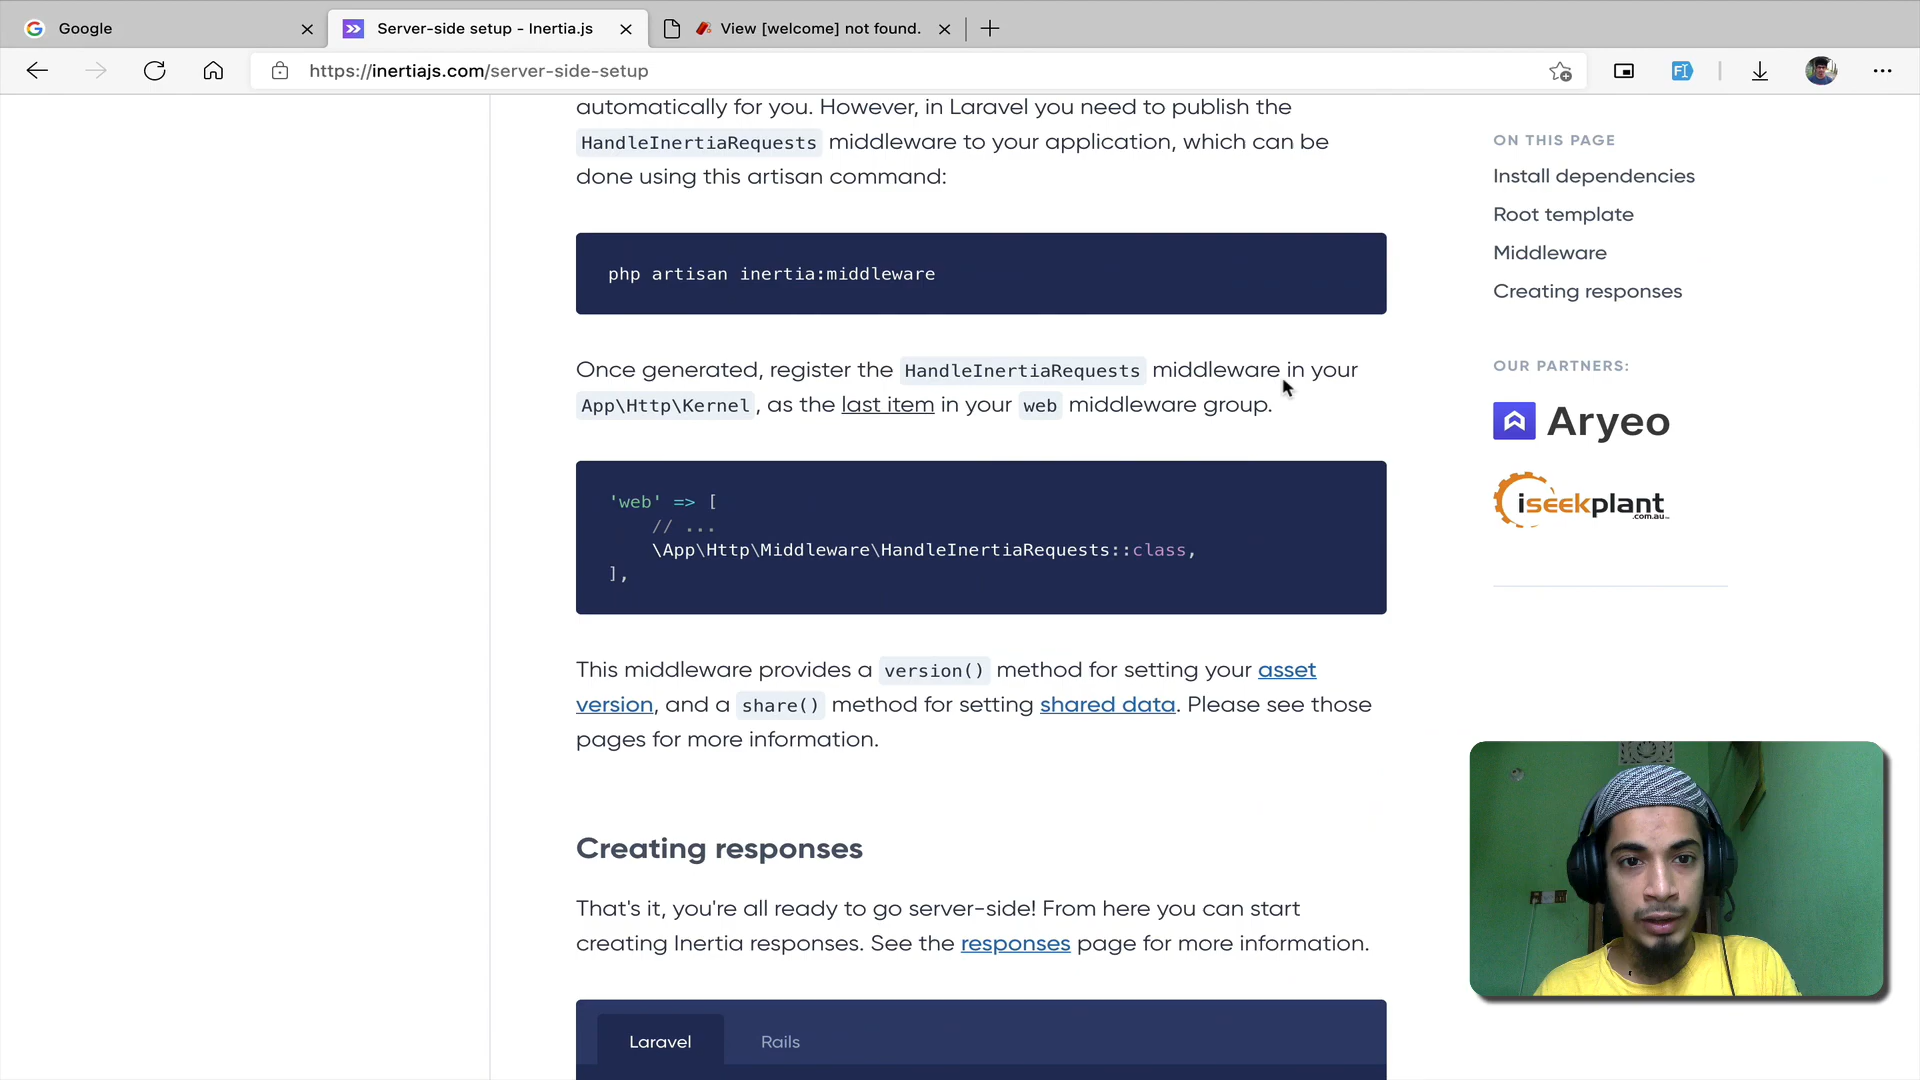 Google
Server-side setup - Inertia.js
View [welcome] not found.
https://inertiajs.com/server-side-setup
automatically for you. However, in Laravel you need to publish the
HandleInertiaRequests middleware to your application, which can be
done using this artisan command:
php artisan inertia:middleware
Once generated, register the HandleInertiaRequests middleware in your
App\Http\Kernel, as the last item in your web middleware group.
'web' => [
// ...
\App\Http\Middleware\HandleInertiaRequests::class,
],
This middleware provides a version() method for setting your asset
version, and a share() method for setting shared data. Please see those
pages for more information.
Creating responses
That's it, you're all ready to go server-side! From here you can start
creating Inertia responses. See the responses page for more information.
Laravel
Rails
ON THIS PAGE
Install dependencies
Root template
Middleware
Creating responses
OUR PARTNERS:
Aryeo
iseekplant
.com.au